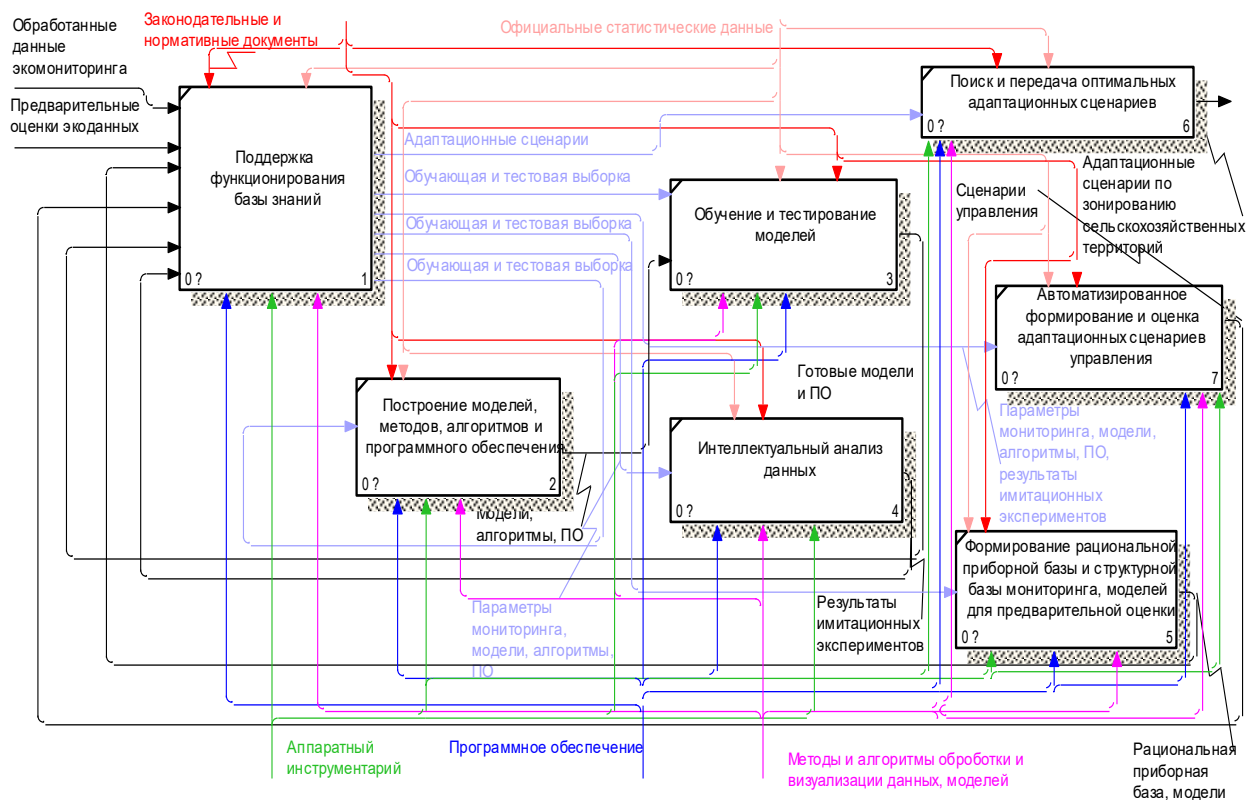 Обработанные
данные
экомониторинга
Законодательные и
нормативные документы
Официальные статистические данные
Предварительные
оценки экоданных
Поддержка
функционирования
базы знаний
0 ?
1
Адаптационные сценарии
Обучающая и тестовая выборка
Обучающая и тестовая выборка
Обучающая и тестовая выборка
Поиск и передача оптимальных
адаптационных сценариев
0 ?
6
Обучение и тестирование
моделей
0 ?
3
Сценарии
управления
Адаптационные
сценарии по
зонированию
сельскохозяйственных
территорий
Автоматизированное
формирование и оценка
адаптационных сценариев
управления
0 ?
7
Готовые модели
и ПО
Построение моделей,
методов, алгоритмов и
программного обеспечения
0 ?
2
Интеллектуальный анализ
данных
0 ?
4
Параметры
мониторинга, модели,
алгоритмы, ПО,
результаты
имитационных
экспериментов
Модели,
алгоритмы, ПО
Формирование рациональной
приборной базы и структурной
базы мониторинга, моделей
для предварительной оценки
0 ?
5
Параметры
мониторинга,
модели, алгоритмы,
ПО
Результаты
имитационных
экспериментов
Аппаратный
инструментарий
Программное обеспечение
Методы и алгоритмы обработки и
визуализации данных, моделей
Рациональная
приборная
база, модели